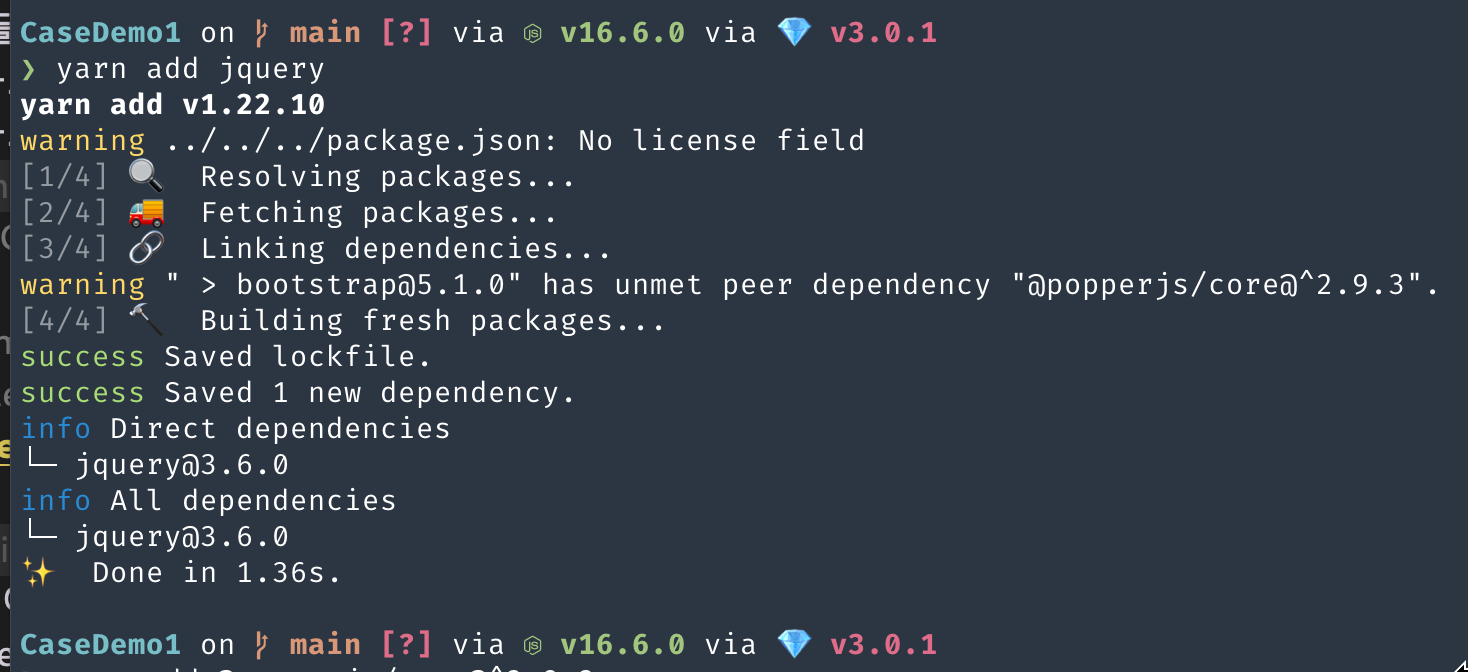 CaseDemo1 on main [?] via v16.6.0 via 💎 v3.0.1
❯ yarn add jquery
yarn add v1.22.10
warning ../../../package.json: No license field
[1/4] 🔍 Resolving packages...
[2/4] 🚚 Fetching packages...
[3/4] 🔗 Linking dependencies...
warning " > bootstrap@5.1.0" has unmet peer dependency "@popperjs/core@^2.9.3".
[4/4] 🔨 Building fresh packages...
success Saved lockfile.
success Saved 1 new dependency.
info Direct dependencies
└─ jquery@3.6.0
info All dependencies
└─ jquery@3.6.0
✨ Done in 1.36s.
CaseDemo1 on main [?] via v16.6.0 via 💎 v3.0.1